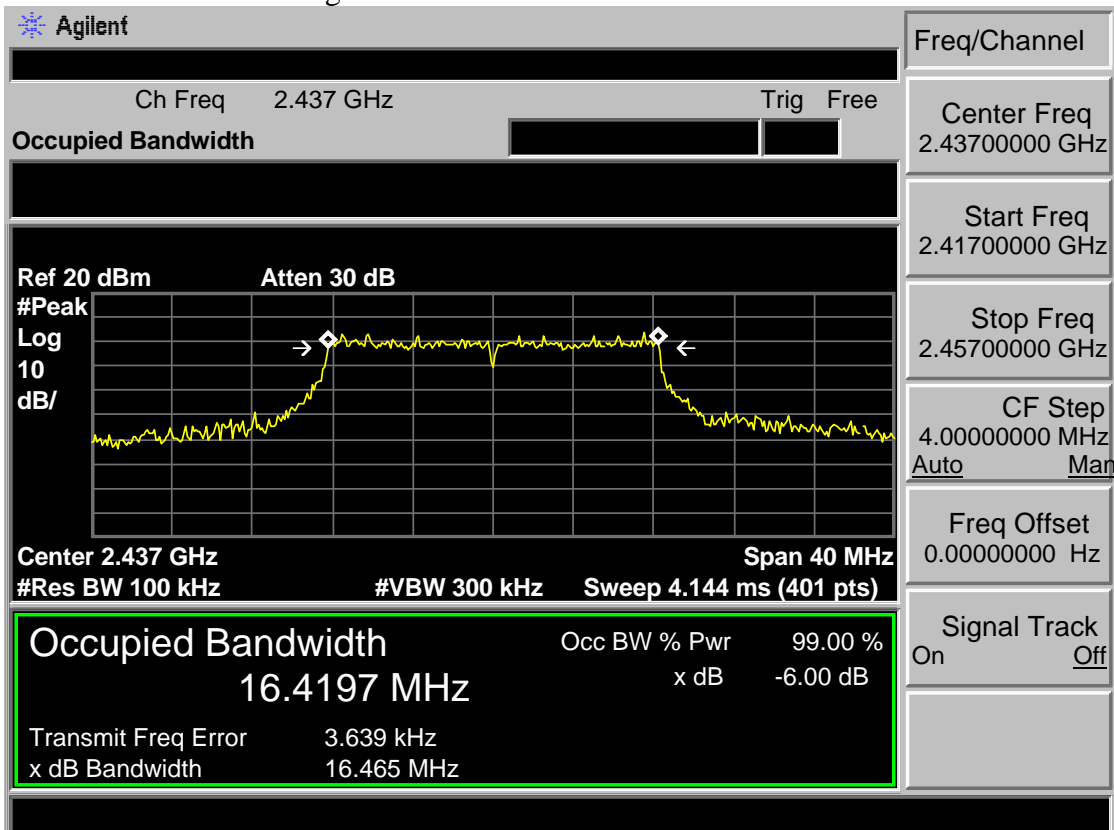 Agilent
Freq/Channel
Ch Freq 2.437 GHz Trig Free
Occupied Bandwidth
Center Freq
2.43700000 GHz
Start Freq
2.41700000 GHz
Stop Freq
2.45700000 GHz
CF Step
4.00000000 MHz
Auto Man
Freq Offset
0.00000000 Hz
Signal Track
On Off
Ref 20 dBm Atten 30 dB
#Peak
Log
10
dB/
Center 2.437 GHz Span 40 MHz
#Res BW 100 kHz #VBW 300 kHz Sweep 4.144 ms (401 pts)
Occupied Bandwidth Occ BW % Pwr 99.00 %
16.4197 MHz x dB -6.00 dB
Transmit Freq Error 3.639 kHz
x dB Bandwidth 16.465 MHz